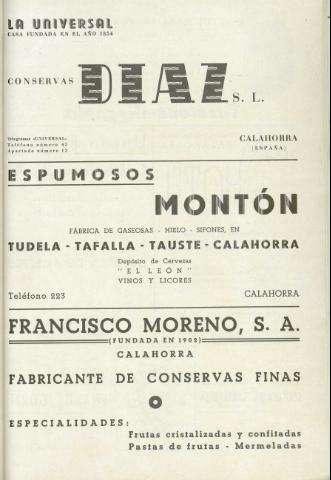 LA UNIVERSAL
CASA FUNDADA EN EL AÑO 1854
CONSERVAS DIAZ S. L.
Telegramas «UNIVERSAL»
Teléfono número 42
Apartado número 12
CALAHORRA
(ESPAÑA)
ESPUMOSOS
MONTÓN
FÁBRICA DE GASEOSAS - HIELO - SIFONES, EN
TUDELA - TAFALLA - TAUSTE - CALAHORRA
Depósito de Cervezas
"EL LEÓN"
VINOS Y LICORES
Teléfono 223 CALAHORRA
FRANCISCO MORENO, S. A.
(FUNDADA EN 1908)
CALAHORRA
FABRICANTE DE CONSERVAS FINAS
ESPECIALIDADES:
Frutas cristalizadas y confitadas
Pastas de frutas - Mermeladas